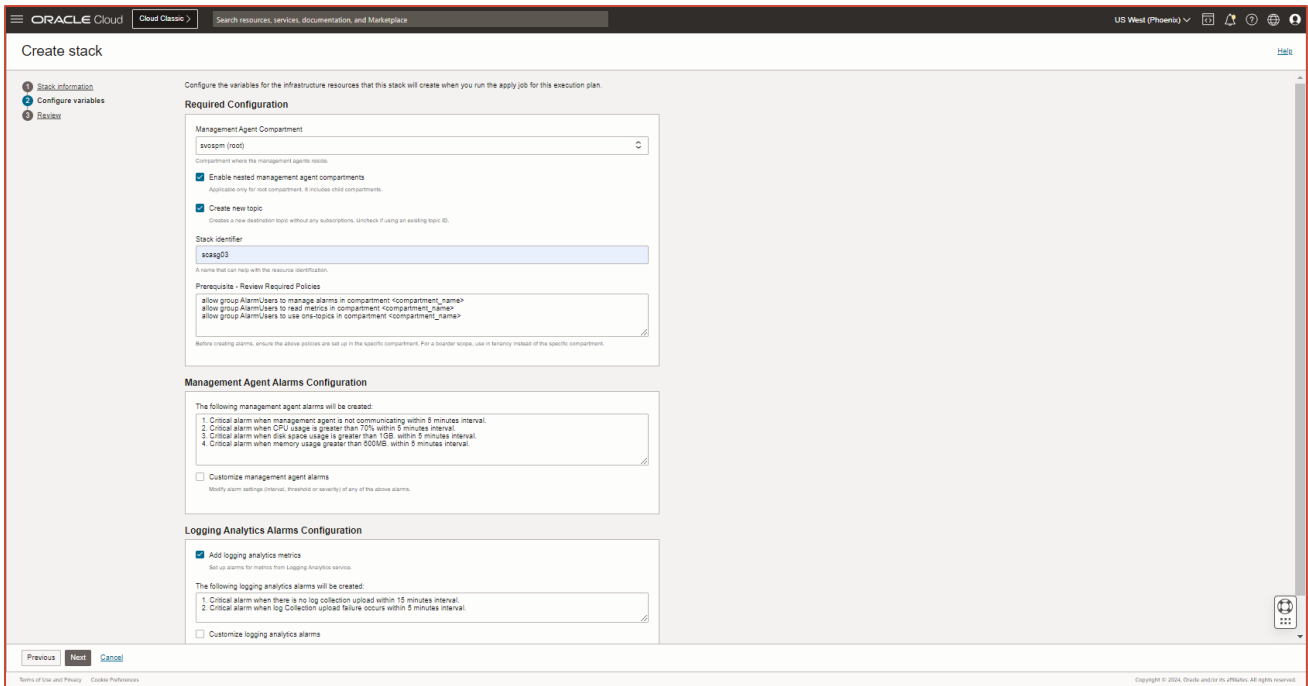 ORACLE Cloud
Cloud Classic >
Search resources, services, documentation, and Marketplace
US West (Phoenix)
Create stack
Help
1 Stack information
2 Configure variables
3 Review
Configure the variables for the infrastructure resources that this stack will create when you run the apply job for this execution plan.
Required Configuration
Management Agent Compartment
svospm (root)
Compartment where the management agents reside.
Enable nested management agent compartments
Applicable only for root compartment. It includes child compartments.
Create new topic
Creates a new destination topic without any subscriptions. Uncheck if using an existing topic ID.
Stack identifier
scasg03
A name that can help with the resource identification.
Prerequisite - Review Required Policies
allow group AlarmUsers to manage alarms in compartment <compartment_name>
allow group AlarmUsers to read metrics in compartment <compartment_name>
allow group AlarmUsers to use ons-topics in compartment <compartment_name>
Before creating alarms, ensure the above policies are set up in the specific compartment. For a boarder scope, use in tenancy instead of the specific compartment.
Management Agent Alarms Configuration
The following management agent alarms will be created:
1. Critical alarm when management agent is not communicating within 5 minutes interval.
2. Critical alarm when CPU usage is greater than 70% within 5 minutes interval.
3. Critical alarm when disk space usage is greater than 1GB. within 5 minutes interval.
4. Critical alarm when memory usage greater than 500MB. within 5 minutes interval.
Customize management agent alarms
Modify alarm settings (interval, threshold or severity) of any of the above alarms.
Logging Analytics Alarms Configuration
Add logging analytics metrics
Set up alarms for metrics from Logging Analytics service.
The following logging analytics alarms will be created:
1. Critical alarm when there is no log collection upload within 15 minutes interval.
2. Critical alarm when log Collection upload failure occurs within 5 minutes interval.
Customize logging analytics alarms
Previous
Next
Cancel
Terms of Use and Privacy
Cookie Preferences
Copyright © 2024, Oracle and/or its affiliates. All rights reserved.